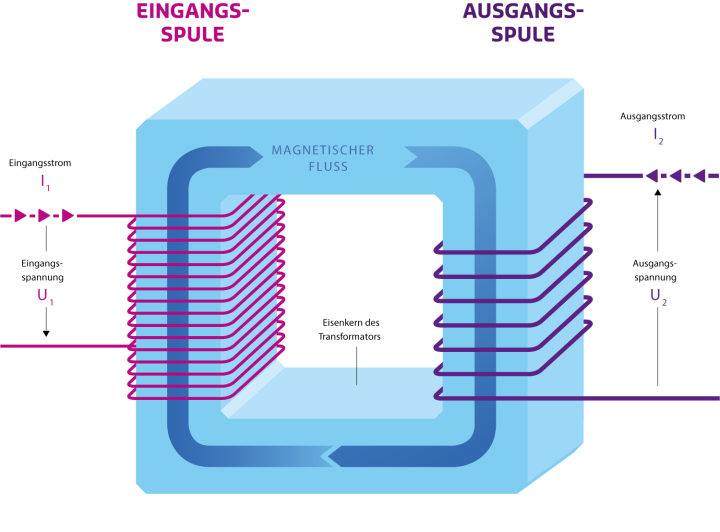 EINGANGS-
SPULE
AUSGANGS-
SPULE
MAGNETISCHER
FLUSS
Eingangsstrom
I1
Eingangs-
spannung
U1
Eisenkern des
Transformators
Ausgangsstrom
I2
Ausgangs-
spannung
U2